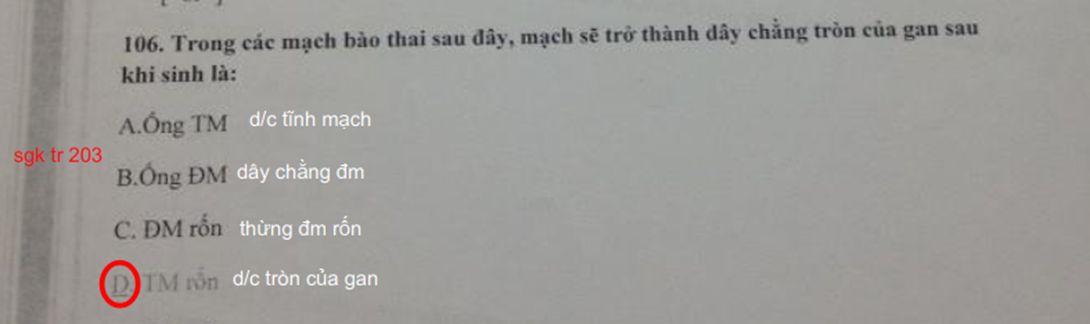 106. Trong các mạch bào thai sau đây, mạch sẽ trở thành dây chằng tròn của gan sau
khi sinh là:
A.Ống TM d/c tĩnh mạch
sgk tr 203
B.Ống ĐM dây chằng đm
C. ĐM rốn thừng đm rốn
D. TM rốn d/c tròn của gan